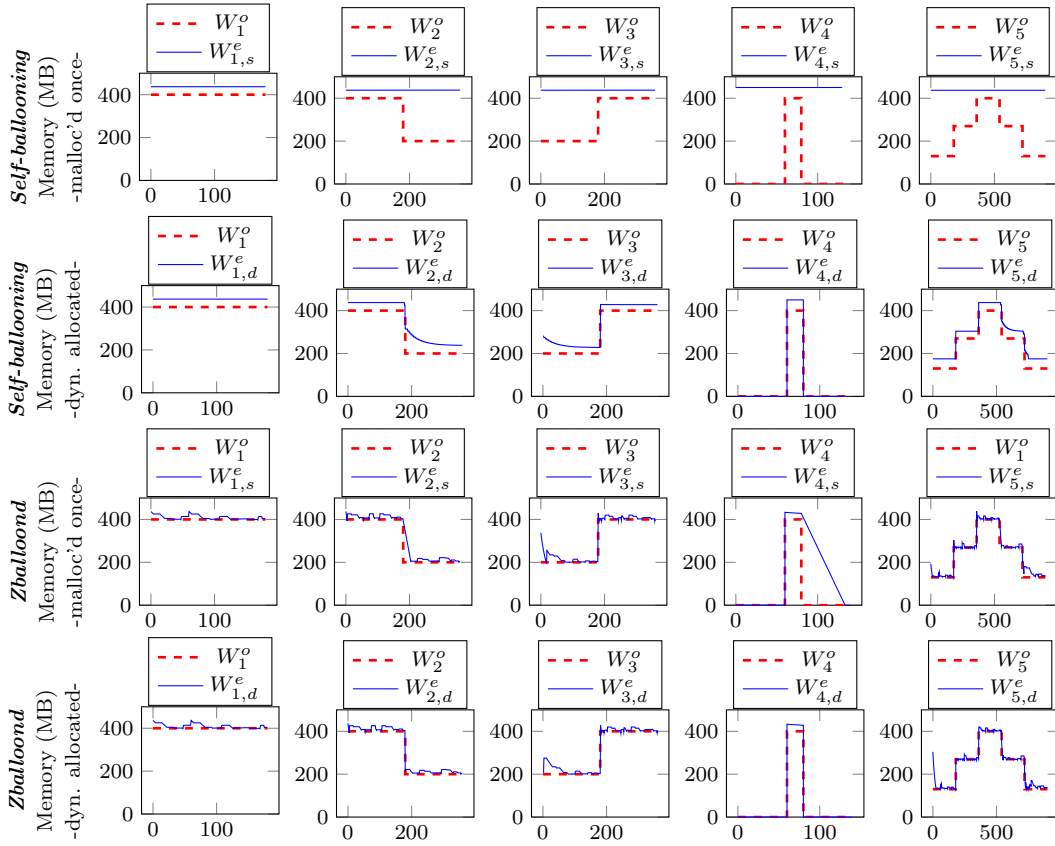 Self-ballooning
Memory (MB)
-malloc'd once-
W_1^o
W_{1,s}^e
400
200
0
0 100
W_2^o
W_{2,s}^e
400
200
0
0 200
W_3^o
W_{3,s}^e
400
200
0
0 200
W_4^o
W_{4,s}^e
400
200
0
0 100
W_5^o
W_{5,s}^e
400
200
0
0 500
Self-ballooning
Memory (MB)
-dyn. allocated-
W_1^o
W_{1,d}^e
400
200
0
0 100
W_2^o
W_{2,d}^e
400
200
0
0 200
W_3^o
W_{3,d}^e
400
200
0
0 200
W_4^o
W_{4,d}^e
400
200
0
0 100
W_5^o
W_{5,d}^e
400
200
0
0 500
Zballoond
Memory (MB)
-malloc'd once-
W_1^o
W_{1,s}^e
400
200
0
0 100
W_2^o
W_{2,s}^e
400
200
0
0 200
W_3^o
W_{3,s}^e
400
200
0
0 200
W_4^o
W_{4,s}^e
400
200
0
0 100
W_1^o
W_{5,s}^e
400
200
0
0 500
Zballoond
Memory (MB)
-dyn. allocated-
W_1^o
W_{1,d}^e
400
200
0
0 100
W_2^o
W_{2,d}^e
400
200
0
0 200
W_3^o
W_{3,d}^e
400
200
0
0 200
W_4^o
W_{4,d}^e
400
200
0
0 100
W_5^o
W_{5,d}^e
400
200
0
0 500